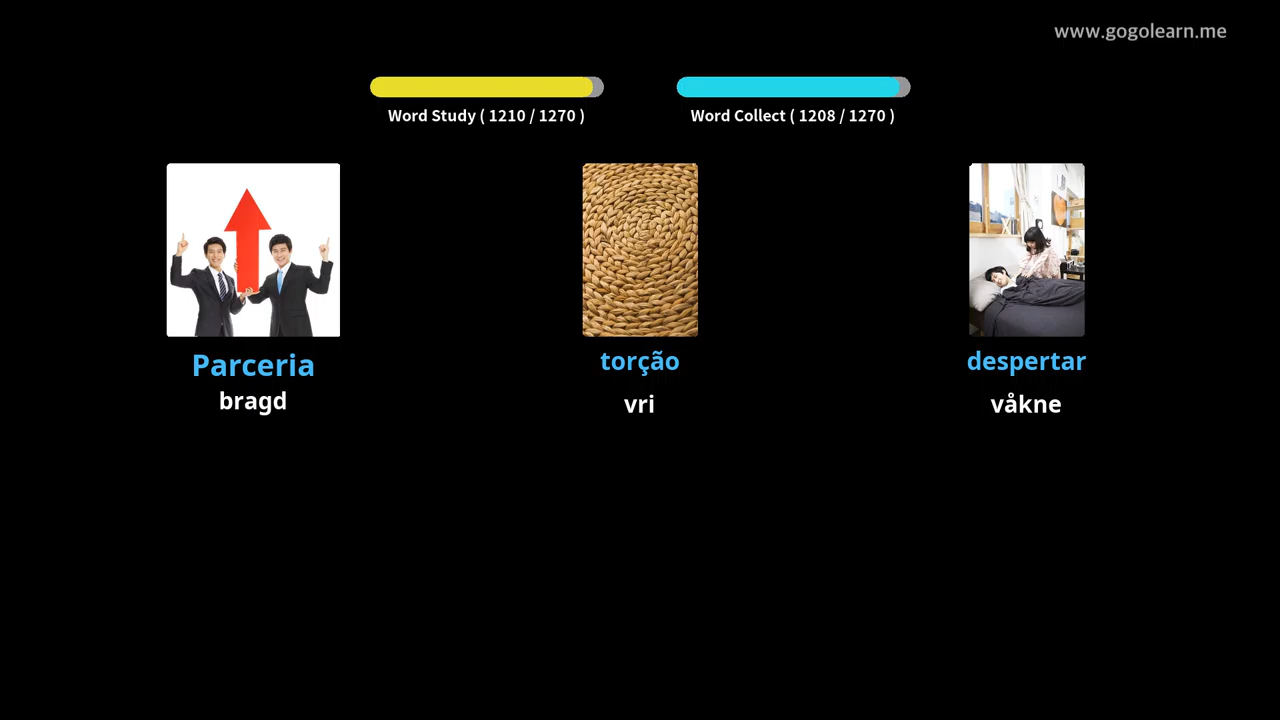 www.gogolearn.me
Word Study ( 1210 / 1270 )
Word Collect ( 1208 / 1270 )
Parceria
bragd
torção
vri
despertar
våkne